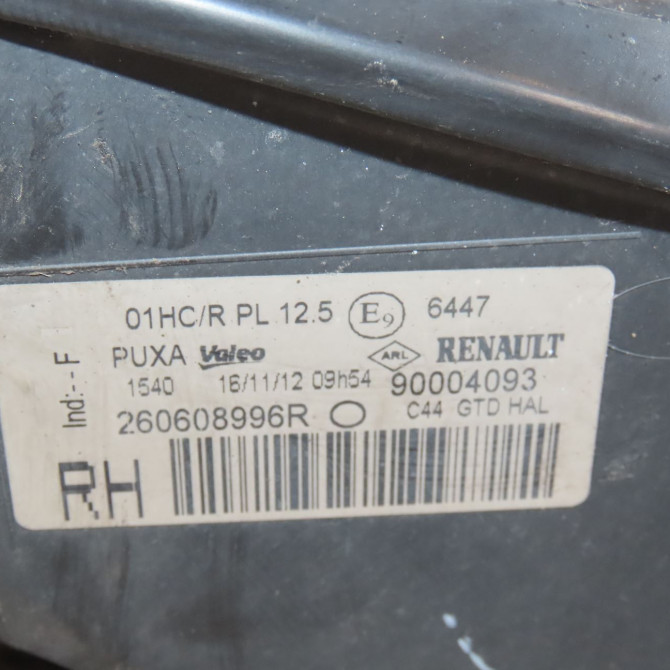 01HC/R PL 12.5 E9 6447
PUXA Valeo ARL RENAULT
1540 16/11/12 09h54 90004093
260608996R O C44 GTD HAL
RH
Ind:--F